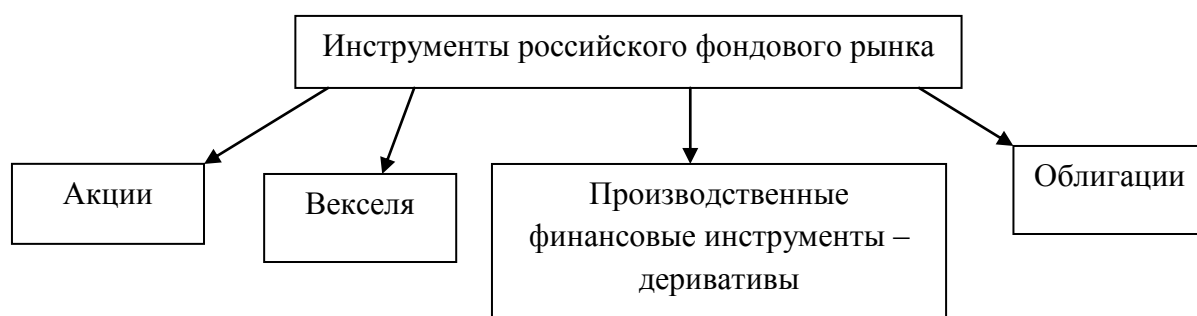 Инструменты российского фондового рынка
Акции
Векселя
Производственные
финансовые инструменты –
деривативы
Облигации